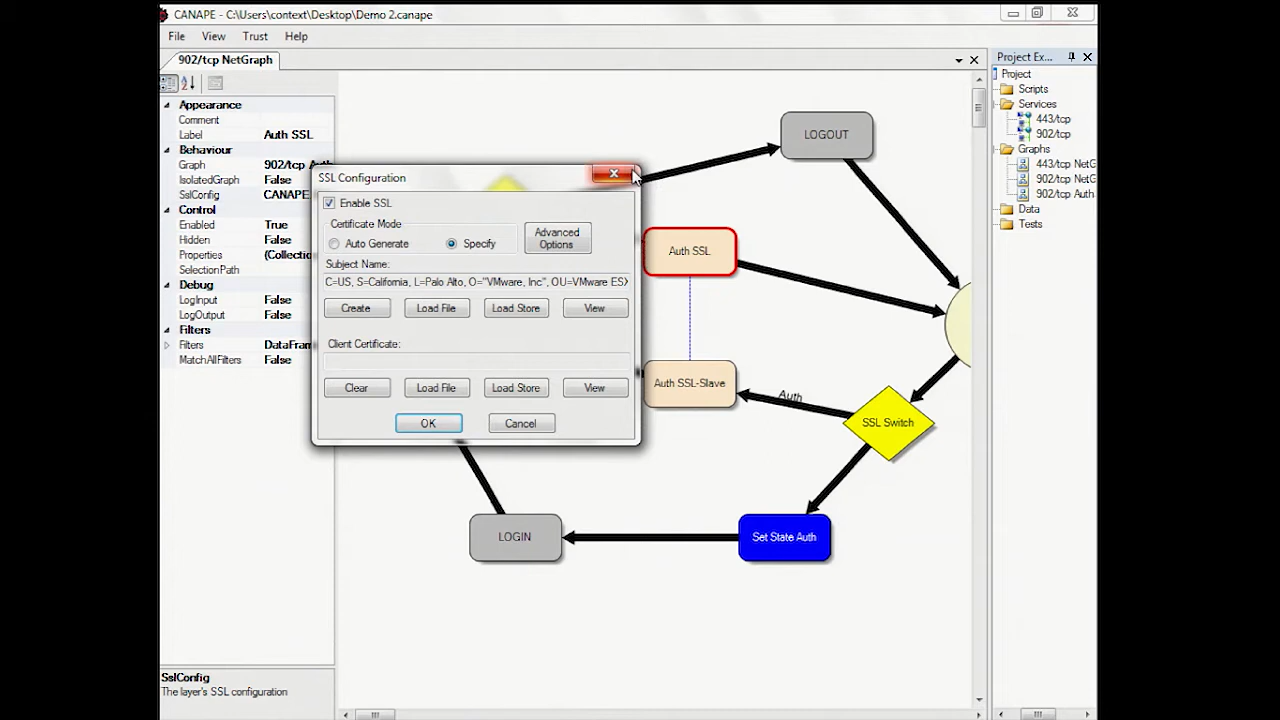 CANAPE - C:\Users\context\Desktop\Demo 2.canape
File View Trust Help
902/tcp NetGraph
Appearance
Comment
Label Auth SSL
Behaviour
Graph 902/tcp
IsolatedGraph False
SslConfig CANAPE
Control
Enabled True
Hidden False
Properties (Collectio
SelectionPath
Debug
LogInput False
LogOutput False
Filters
Filters DataFram
MatchAllFilters False
SslConfig
The layer's SSL configuration
SSL Configuration
Enable SSL
Certificate Mode
Auto Generate Specify
Advanced
Options
Subject Name:
C=US, S=California, L=Palo Alto, O="VMware, Inc", OU=VMware ESX
Create Load File Load Store View
Client Certificate:
Clear Load File Load Store View
OK Cancel
LOGOUT
Auth SSL
Auth SSL-Slave
Auth
SSL Switch
LOGIN
Set State Auth
Project Ex...
Project
Scripts
Services
443/tcp
902/tcp
Graphs
443/tcp NetG
902/tcp NetG
902/tcp Auth
Data
Tests